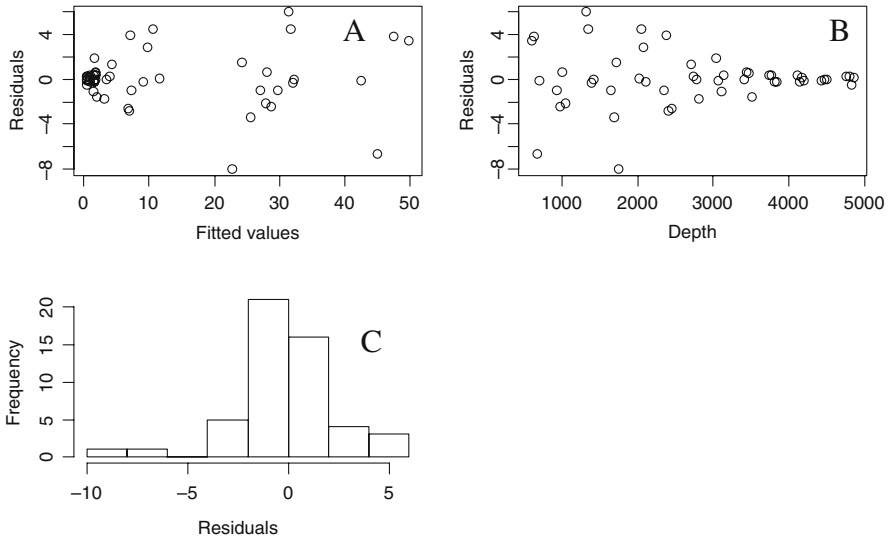 A
Residuals
4
0
−4
−8
0 10 20 30 40 50
Fitted values
B
Residuals
4
0
−4
−8
1000 2000 3000 4000 5000
Depth
C
Frequency
20
15
10
5
0
−10 −5 0 5
Residuals